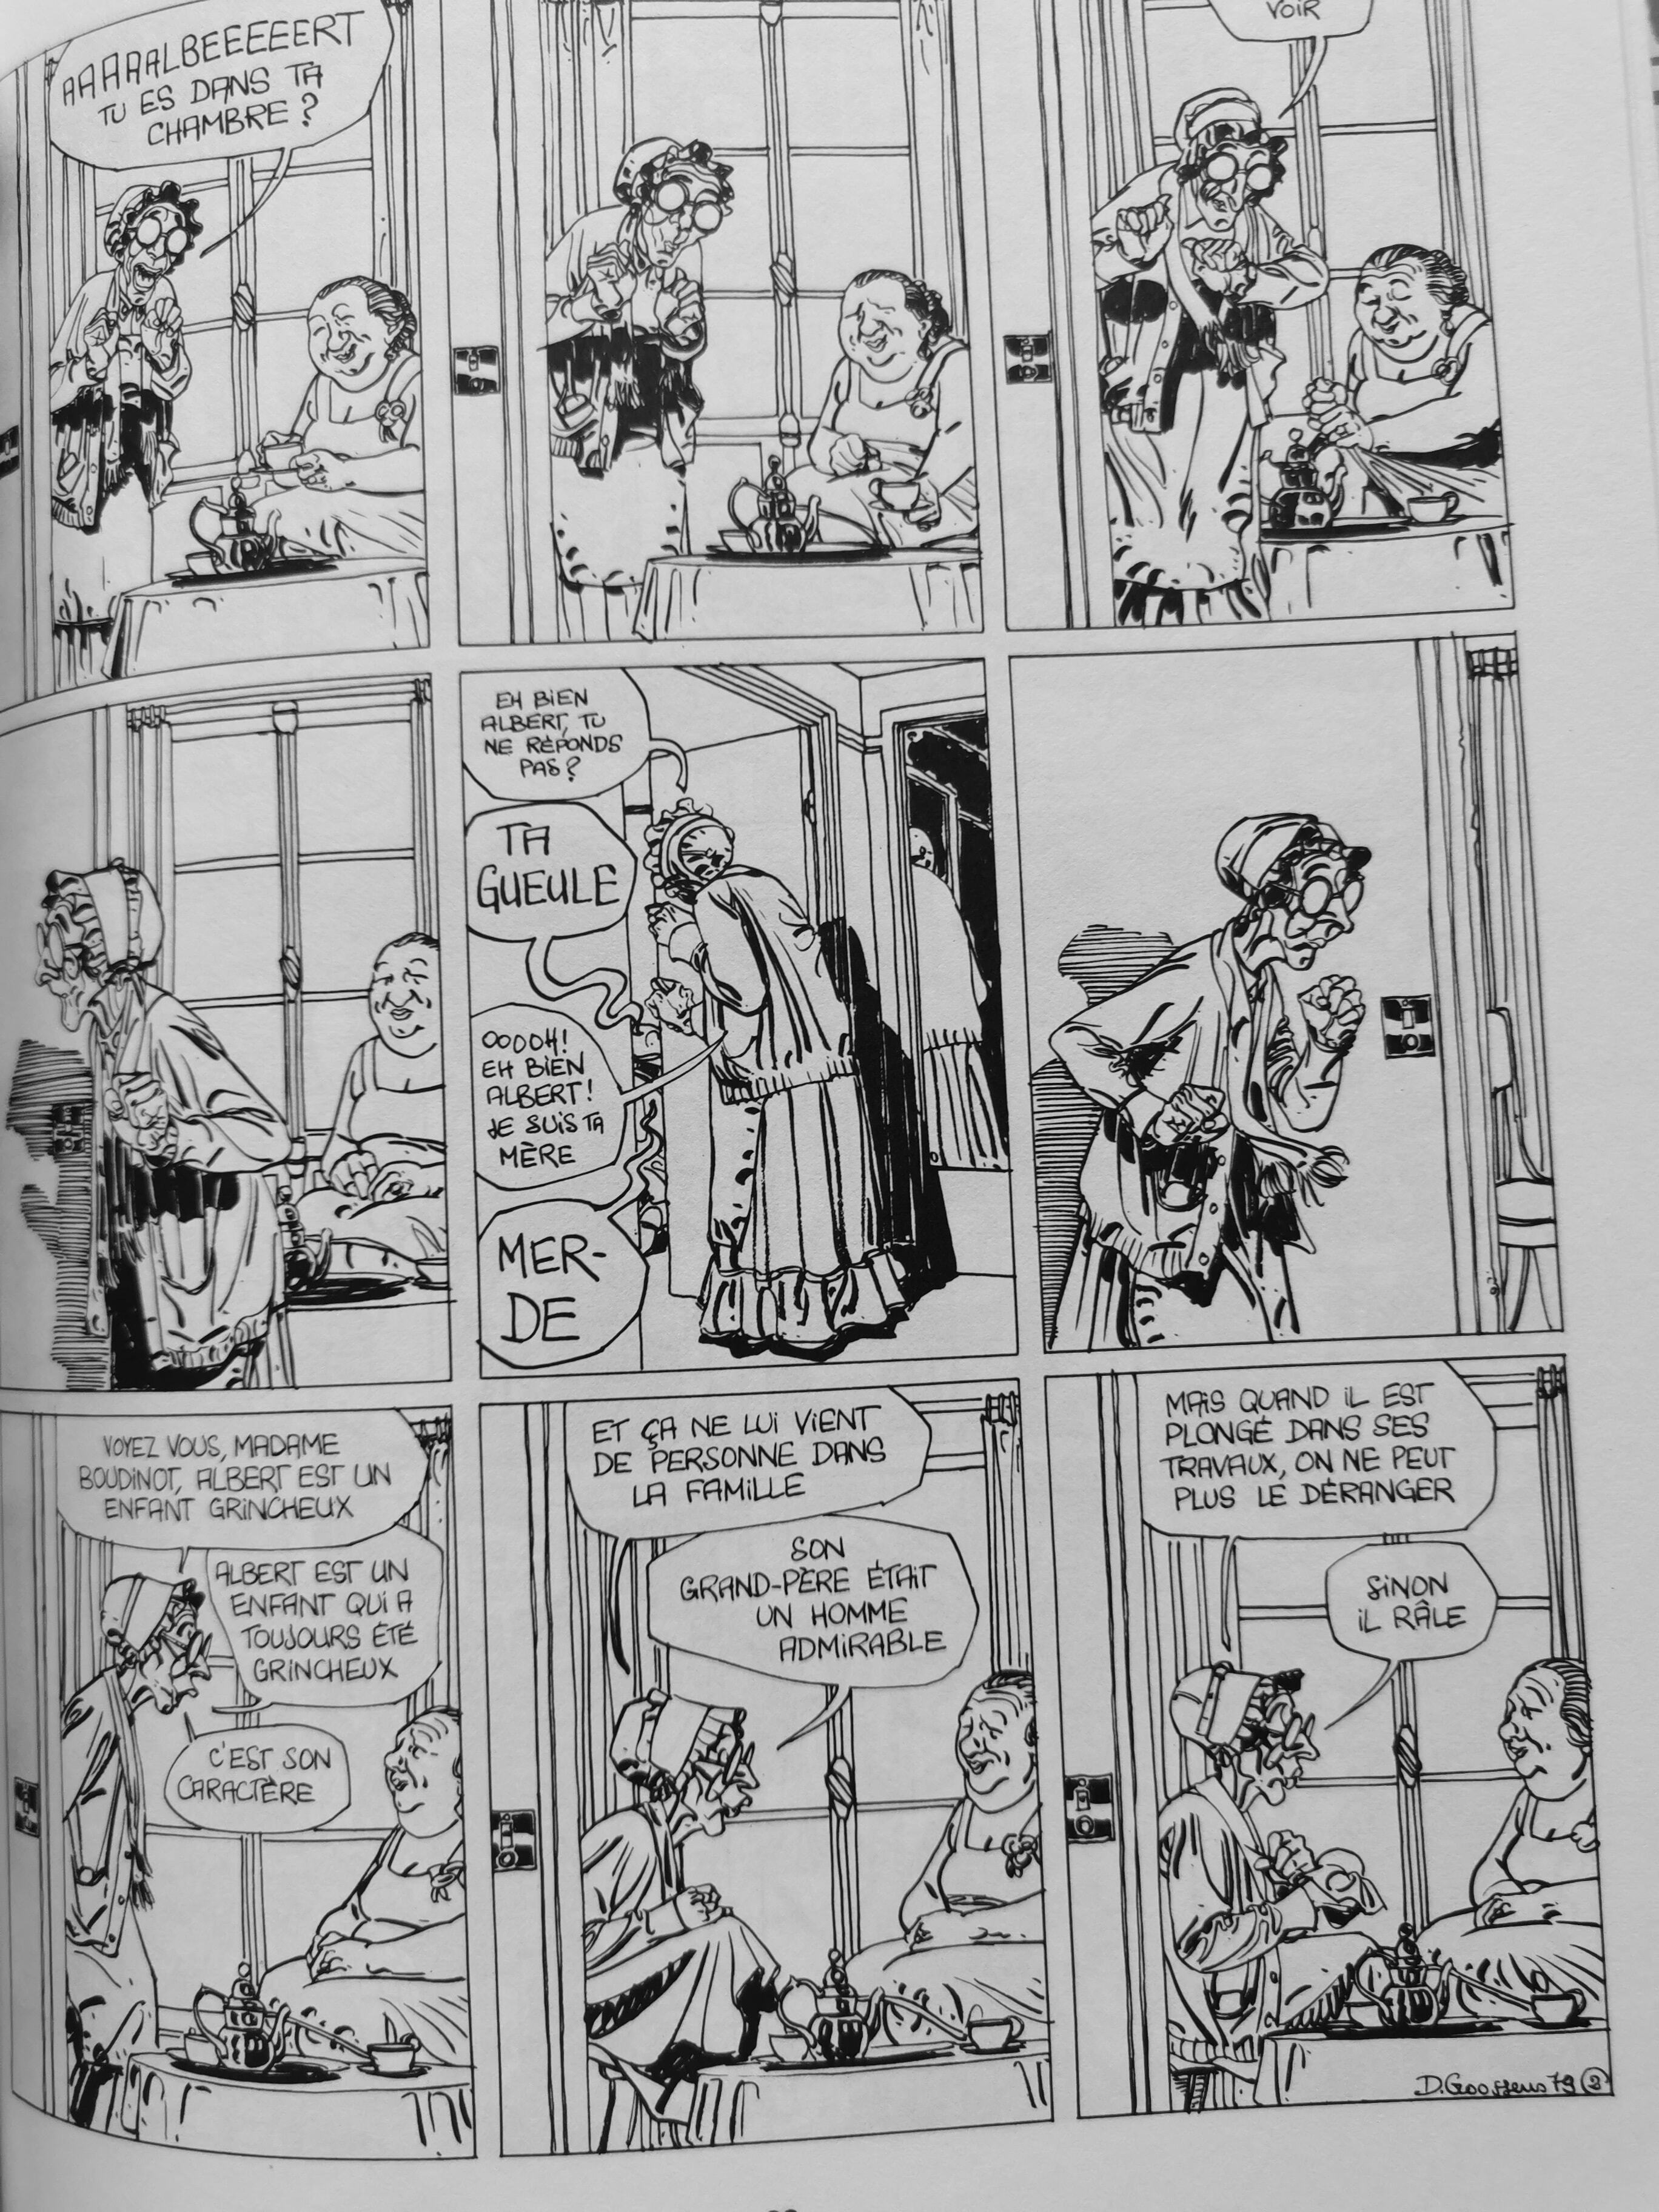 AAAAALBEEEEERT
TU ES DANS TA
CHAMBRE ?
VOIR
EH BIEN
ALBERT, TU
NE RÉPONDS
PAS ?
TA
GUEULE
OOOOH !
EH BIEN
ALBERT !
JE SUIS TA
MÈRE
MER-
DE
VOYEZ VOUS, MADAME
BOUDINOT, ALBERT EST UN
ENFANT GRINCHEUX
ALBERT EST UN
ENFANT QUI A
TOUJOURS ÉTÉ
GRINCHEUX
C'EST SON
CARACTÈRE
ET ÇA NE LUI VIENT
DE PERSONNE DANS
LA FAMILLE
SON
GRAND-PÈRE ÉTAIT
UN HOMME
ADMIRABLE
MAIS QUAND IL EST
PLONGÉ DANS SES
TRAVAUX, ON NE PEUT
PLUS LE DÉRANGER
SINON
IL RÂLE
D. Goossens 79